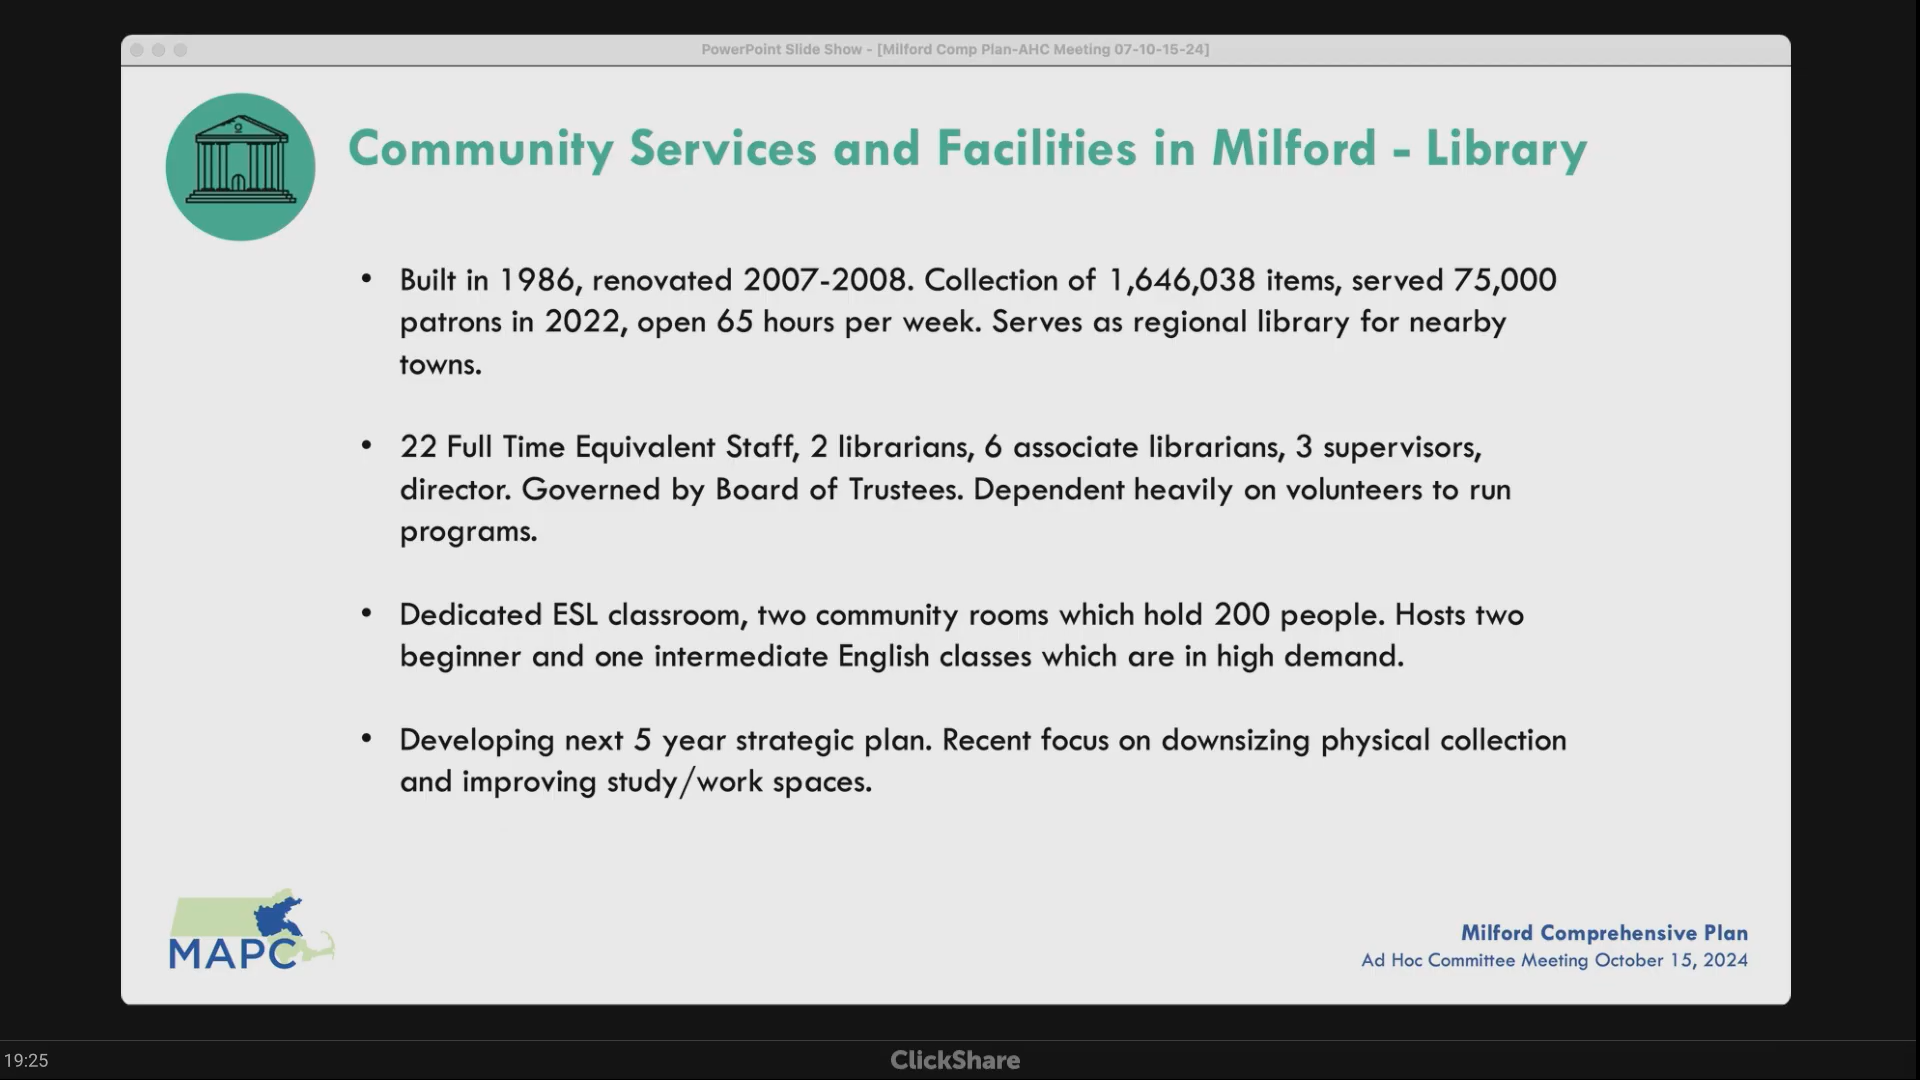 PowerPoint Slide Show - [Milford Comp Plan-AHC Meeting 07-10-15-24]
Community Services and Facilities in Milford - Library
• Built in 1986, renovated 2007-2008. Collection of 1,646,038 items, served 75,000
patrons in 2022, open 65 hours per week. Serves as regional library for nearby
towns.
• 22 Full Time Equivalent Staff, 2 librarians, 6 associate librarians, 3 supervisors,
director. Governed by Board of Trustees. Dependent heavily on volunteers to run
programs.
• Dedicated ESL classroom, two community rooms which hold 200 people. Hosts two
beginner and one intermediate English classes which are in high demand.
• Developing next 5 year strategic plan. Recent focus on downsizing physical collection
and improving study/work spaces.
MAPC
Milford Comprehensive Plan
Ad Hoc Committee Meeting October 15, 2024
19:25
ClickShare